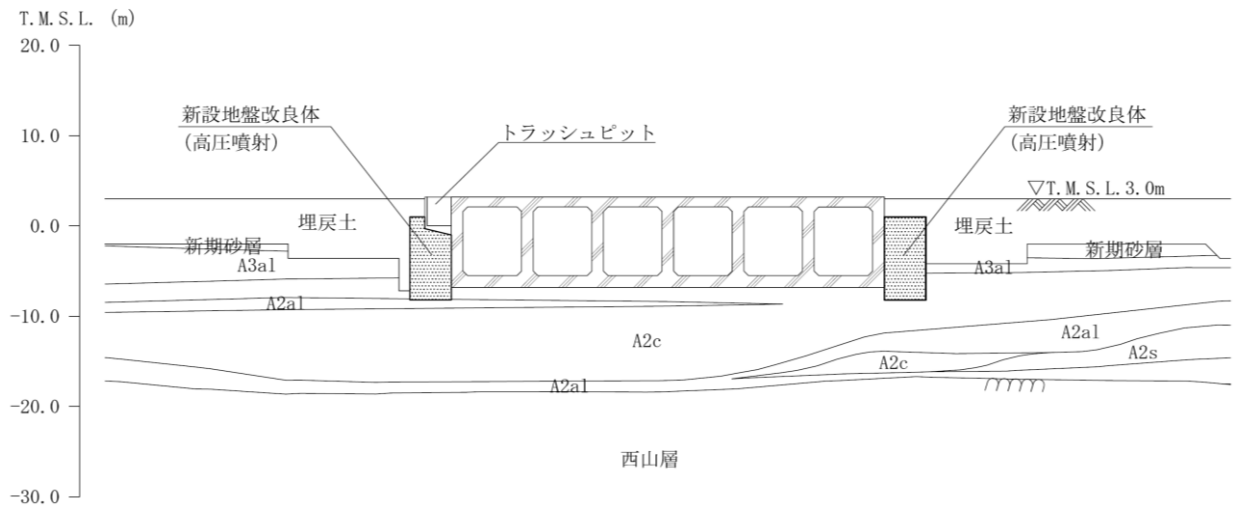 T.M.S.L. (m)
20.0
新設地盤改良体
(高圧噴射)
トラッシュピット
新設地盤改良体
(高圧噴射)
10.0
▽T.M.S.L.3.0m
0.0
埋戻土
埋戻土
新期砂層
新期砂層
A3al
A3al
A2al
-10.0
A2c
A2al
A2s
A2c
A2al
-20.0
西山層
-30.0